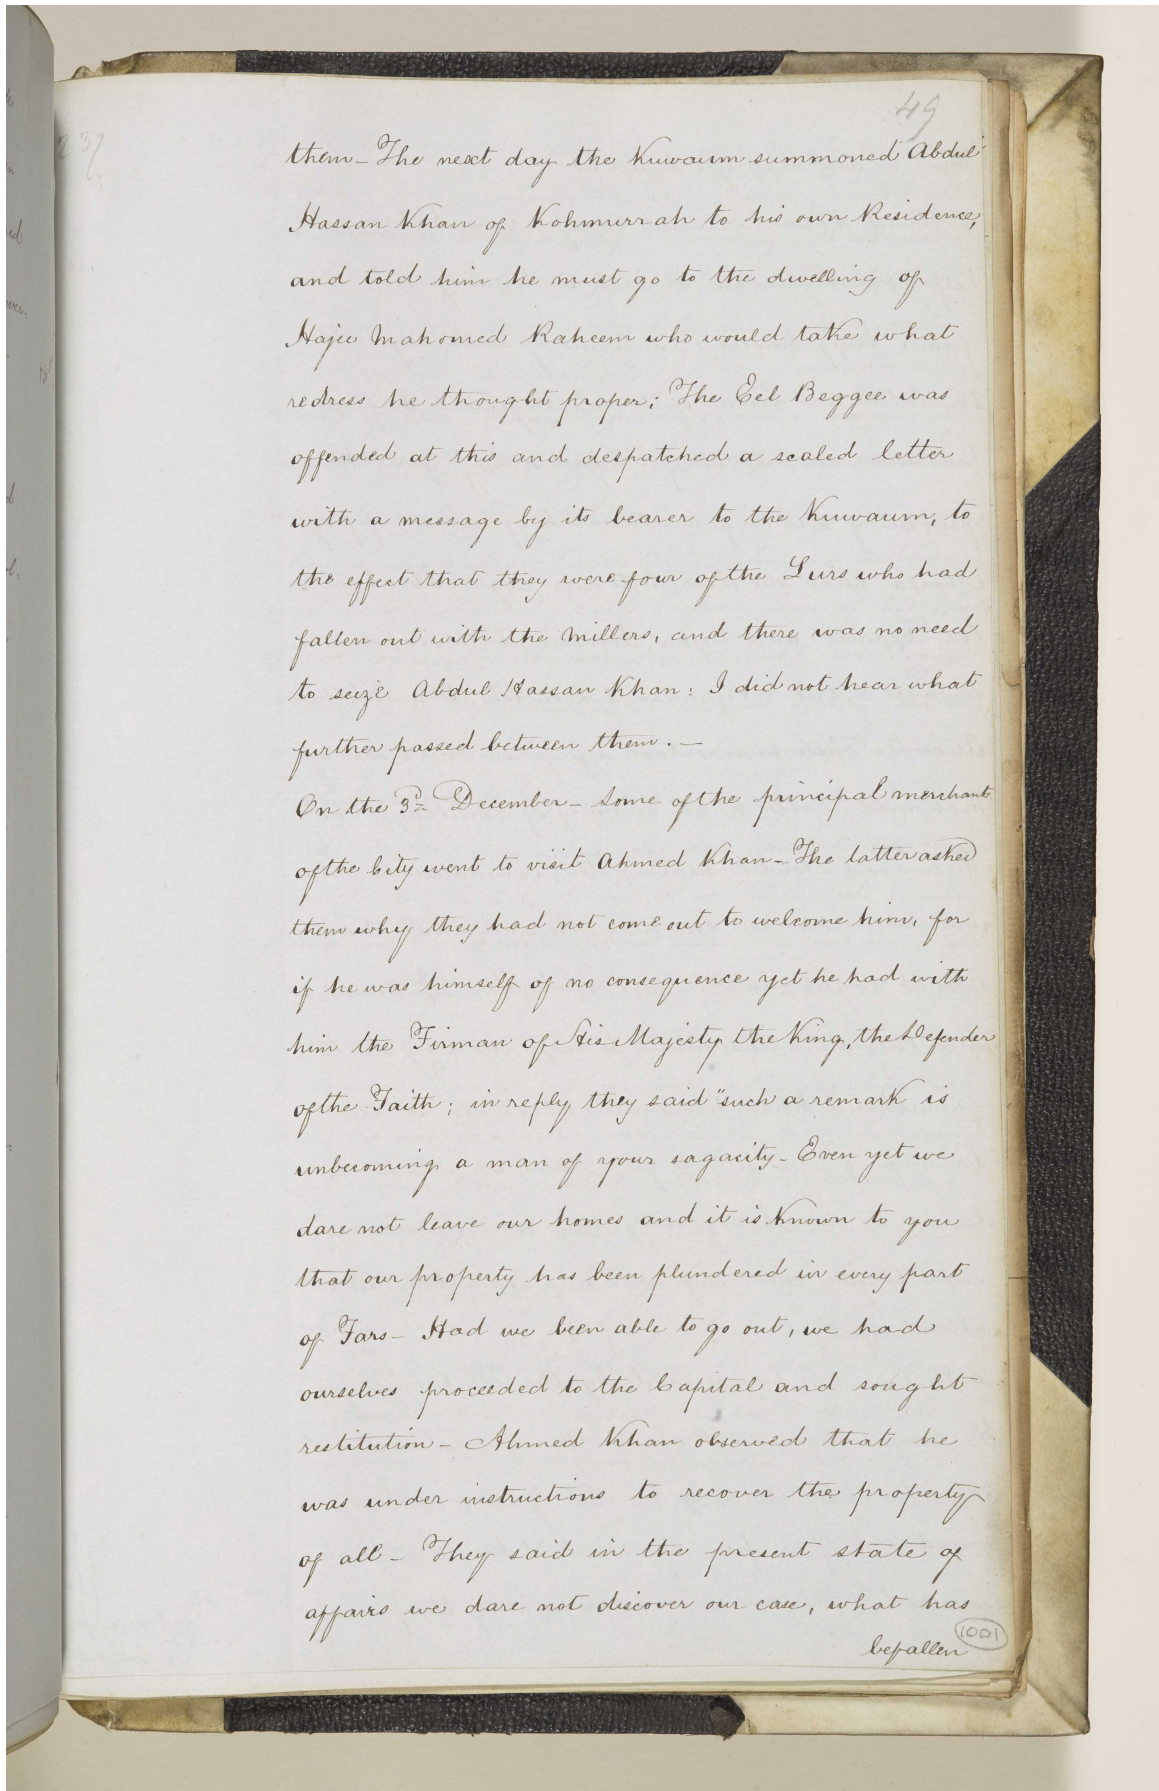 49
237
them - The next day the Kuwaum summoned Abdul
Hassan Khan of Kohmurrah to his own Residence,
and told him he must go to the dwelling of
Hajee Mahomed Raheem who would take what
redress he thought proper; The Eel Beggee was
offended at this and despatched a sealed letter
with a message by its bearer to the Kuwaum, to
the effect that they were four of the Lurs who had
fallen out with the millers, and there was no need
to seize Abdul Hassan Khan: I did not hear what
further passed between them. -
On the 3d December - Some of the principal merchants
of the City went to visit Ahmed Khan - The latter asked
them why they had not come out to welcome him, for
if he was himself of no consequence yet he had with
him the Firman of His Majesty the King, the Defender
of the Faith; in reply they said "such a remark is
unbecoming a man of your sagacity - Even yet we
dare not leave our homes and it is known to you
that our property has been plundered in every part
of Fars - Had we been able to go out, we had
ourselves proceeded to the Capital and sought
restitution - Ahmed Khan observed that he
was under instructions to recover the property
of all - They said in the present state of
affairs we dare not discover our case, what has
befallen
1001